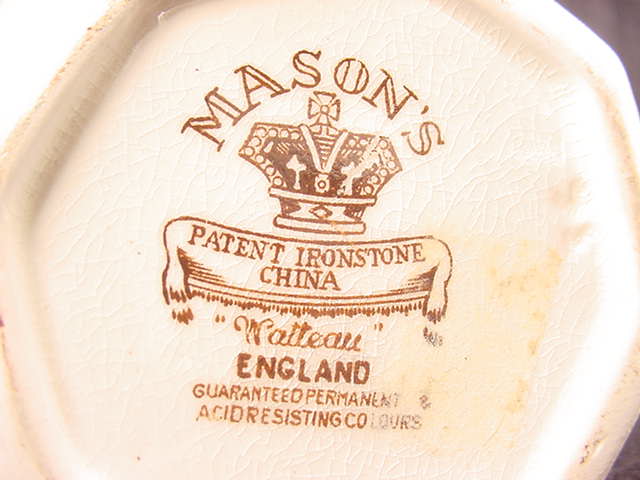 MASON'S
PATENT IRONSTONE
CHINA
"Watteau"
ENGLAND
GUARANTEED PERMANENT &
ACID RESISTING COLOURS